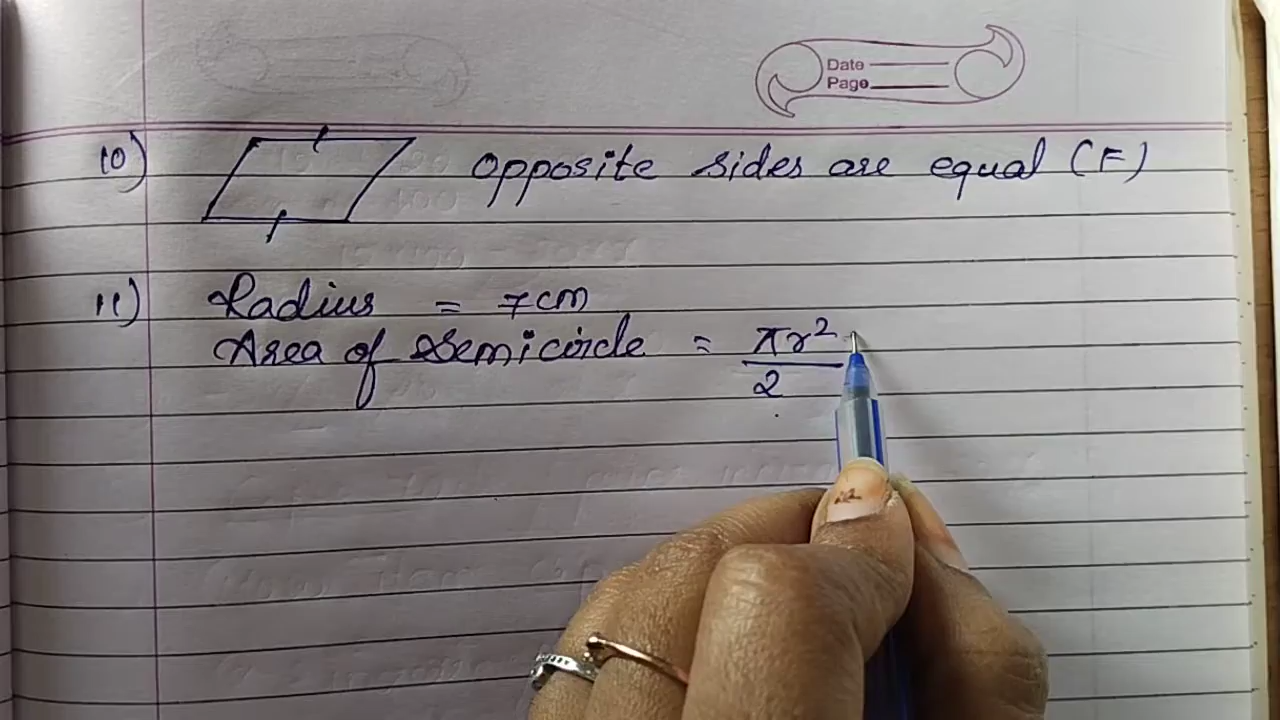 Date
Page
10) Opposite sides are equal (F)
11) Radius = 7cm
Area of Semicircle = πr²
2